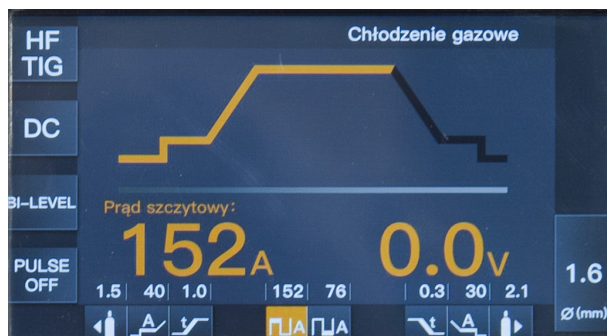 HF
TIG
Chłodzenie gazowe
DC
BI-LEVEL
Prąd szczytowy:
152A 0.0V
PULSE
OFF
1.5 40 1.0 152 76 0.3 30 2.1
A t A A t A
1.6
Ø (mm)